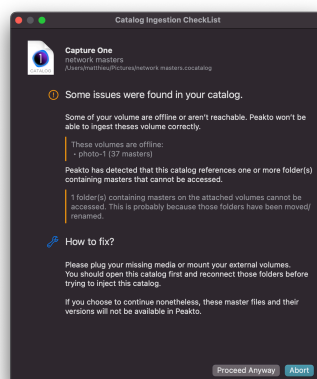 Catalog Ingestion CheckList
Capture One
network masters
/Users/matthieu/Pictures/network masters.cocatalog
CATALOG
Some issues were found in your catalog.
Some of your volume are offline or aren't reachable. Peakto won't be
able to ingest theses volume correctly.
These volumes are offline:
- photo-1 (37 masters)
Peakto has detected that this catalog references one or more folder(s)
containing masters that cannot be accessed.
1 folder(s) containing masters on the attached volumes cannot be
accessed. This is probably because those folders have been moved/
renamed.
How to fix?
Please plug your missing media or mount your external volumes.
You should open this catalog first and reconnect those folders before
trying to inject this catalog.
If you choose to continue nonetheless, these master files and their
versions will not be available in Peakto.
Proceed Anyway Abort